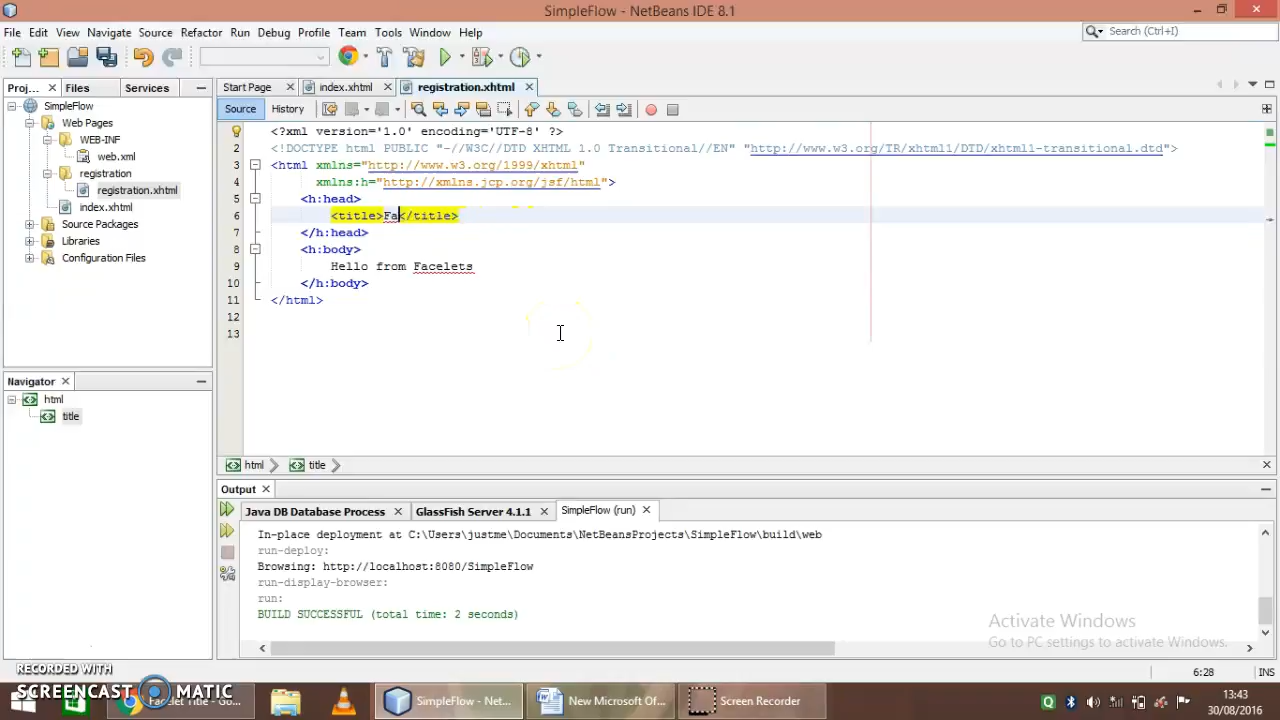 SimpleFlow - NetBeans IDE 8.1
File Edit View Navigate Source Refactor Run Debug Profile Team Tools Window Help
Search (Ctrl+I)
Proj... Files Services
Start Page index.xhtml registration.xhtml
SimpleFlow
Web Pages
WEB-INF
web.xml
registration
registration.xhtml
index.xhtml
Source Packages
Libraries
Configuration Files
Source History
<?xml version='1.0' encoding='UTF-8' ?>
2 <!DOCTYPE html PUBLIC "-//W3C//DTD XHTML 1.0 Transitional//EN" "http://www.w3.org/TR/xhtml1/DTD/xhtml1-transitional.dtd">
3 <html xmlns="http://www.w3.org/1999/xhtml"
4 xmlns:h="http://xmlns.jcp.org/jsf/html">
5 <h:head>
6 <title>Fa</title>
7 </h:head>
8 <h:body>
9 Hello from Facelets
10 </h:body>
11 </html>
12
13
Navigator
html
title
html title
Output
Java DB Database Process GlassFish Server 4.1.1 SimpleFlow (run)
In-place deployment at C:\Users\justme\Documents\NetBeansProjects\SimpleFlow\build\web
run-deploy:
Browsing: http://localhost:8080/SimpleFlow
run-display-browser:
run:
BUILD SUCCESSFUL (total time: 2 seconds)
Activate Windows
Go to PC settings to activate Windows.
6:28 INS
RECORDED WITH
SCREENCAST MATIC
Facelet Title - Go...
SimpleFlow - Net...
New Microsoft Of...
Screen Recorder
13:43
30/08/2016